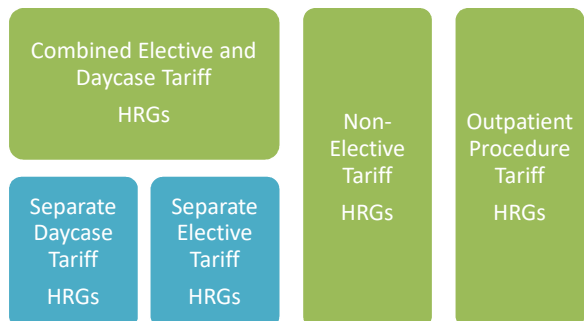 Combined Elective and
Daycase Tariff
HRGs
Separate
Daycase
Tariff
HRGs
Separate
Elective
Tariff
HRGs
Non-
Elective
Tariff
HRGs
Outpatient
Procedure
Tariff
HRGs